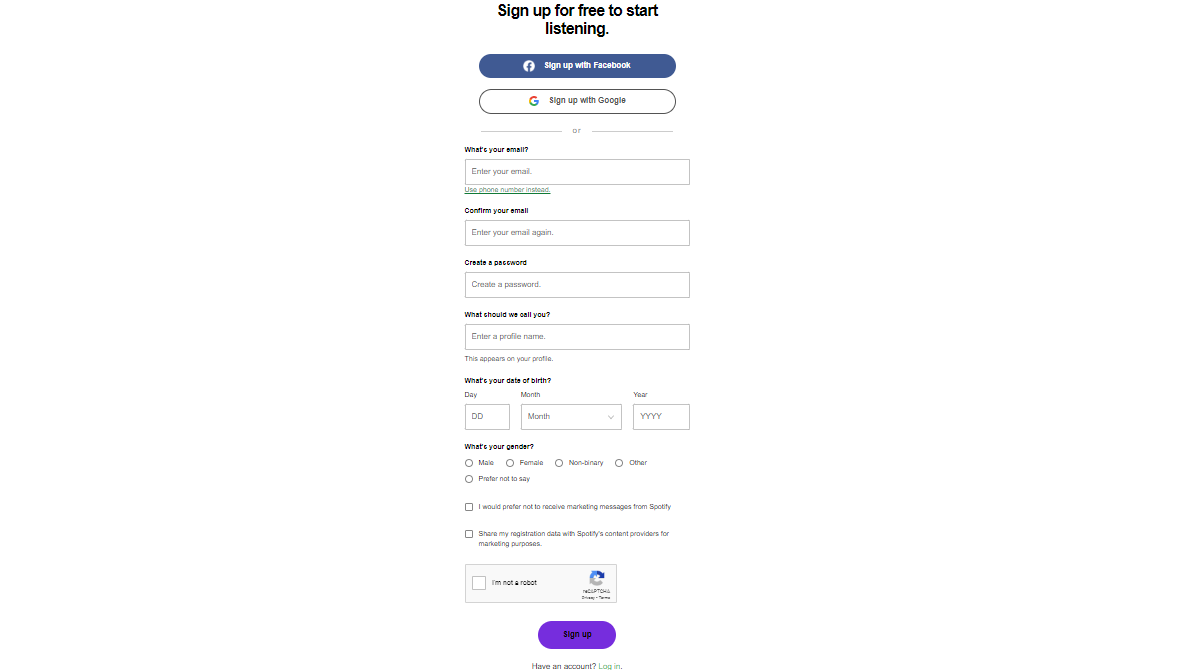 Sign up for free to start
listening.
Sign up with Facebook
Sign up with Google
or
What's your email?
Enter your email.
Use phone number instead.
Confirm your email
Enter your email again.
Create a password
Create a password.
What should we call you?
Enter a profile name.
This appears on your profile.
What's your date of birth?
Day Month Year
DD Month YYYY
What's your gender?
Male Female Non-binary Other
Prefer not to say
I would prefer not to receive marketing messages from Spotify
Share my registration data with Spotify's content providers for
marketing purposes.
I'm not a robot
reCAPTCHA
Privacy - Terms
Sign up
Have an account? Log in.